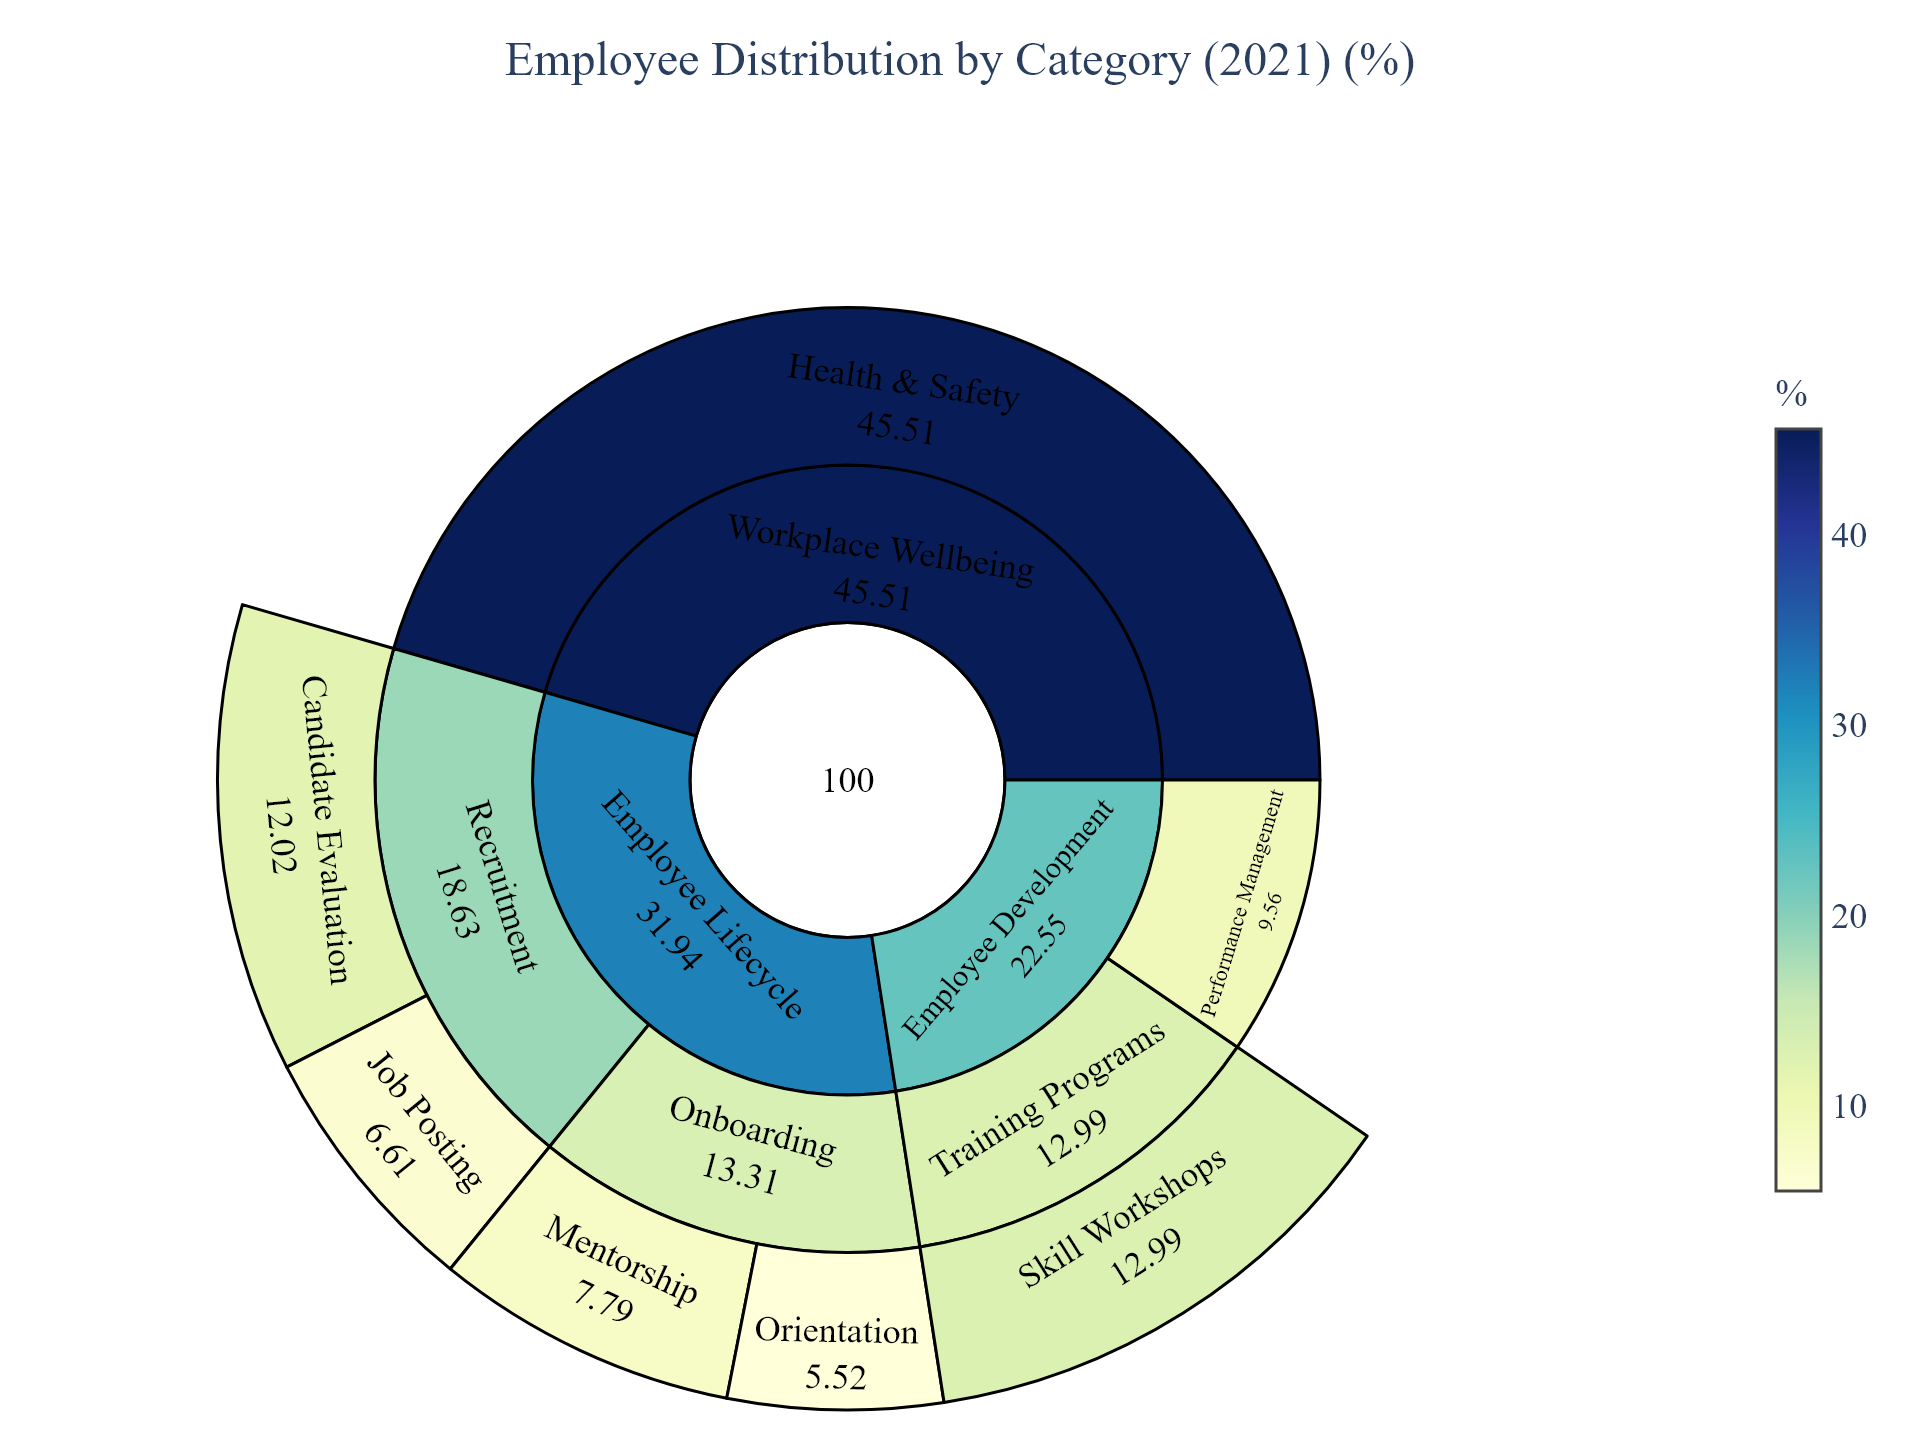 Employee Distribution by Category (2021) (%)
Health & Safety
45.51
Workplace Wellbeing
45.51
100
Employee Lifecycle
31.94
Employee Development
22.55
Recruitment
18.63
Onboarding
13.31
Training Programs
12.99
Performance Management
9.56
Candidate Evaluation
12.02
Job Posting
6.61
Mentorship
7.79
Orientation
5.52
Skill Workshops
12.99
%
40
30
20
10